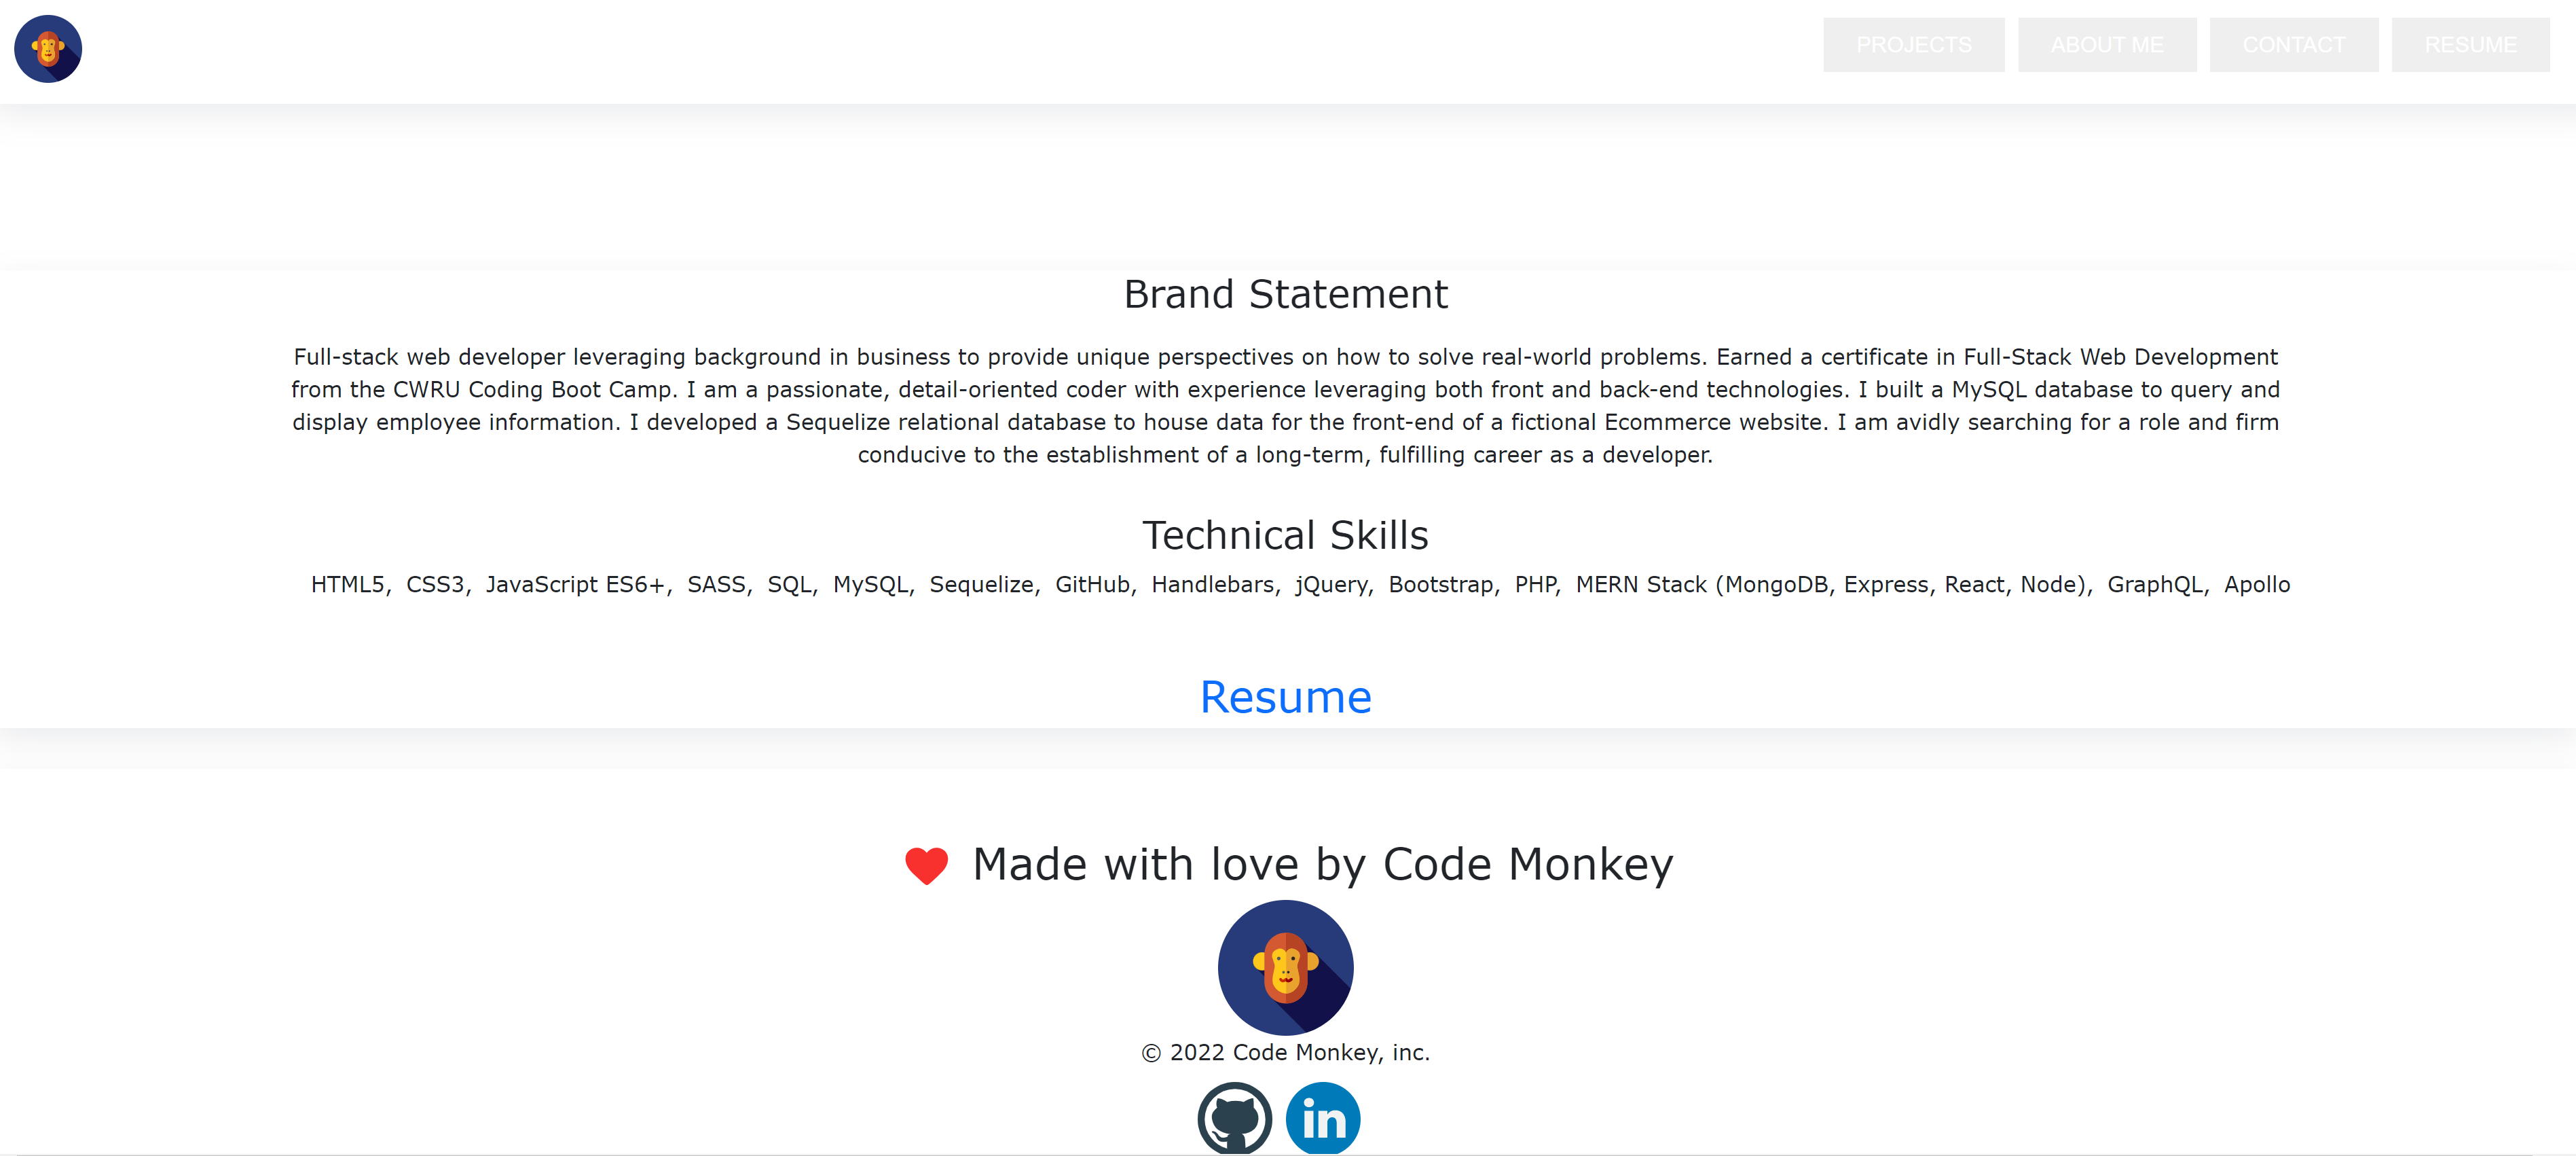 PROJECTS ABOUT ME CONTACT RESUME
Brand Statement
Full-stack web developer leveraging background in business to provide unique perspectives on how to solve real-world problems. Earned a certificate in Full-Stack Web Development
from the CWRU Coding Boot Camp. I am a passionate, detail-oriented coder with experience leveraging both front and back-end technologies. I built a MySQL database to query and
display employee information. I developed a Sequelize relational database to house data for the front-end of a fictional Ecommerce website. I am avidly searching for a role and firm
conducive to the establishment of a long-term, fulfilling career as a developer.
Technical Skills
HTML5, CSS3, JavaScript ES6+, SASS, SQL, MySQL, Sequelize, GitHub, Handlebars, jQuery, Bootstrap, PHP, MERN Stack (MongoDB, Express, React, Node), GraphQL, Apollo
Resume
Made with love by Code Monkey
© 2022 Code Monkey, inc.
in